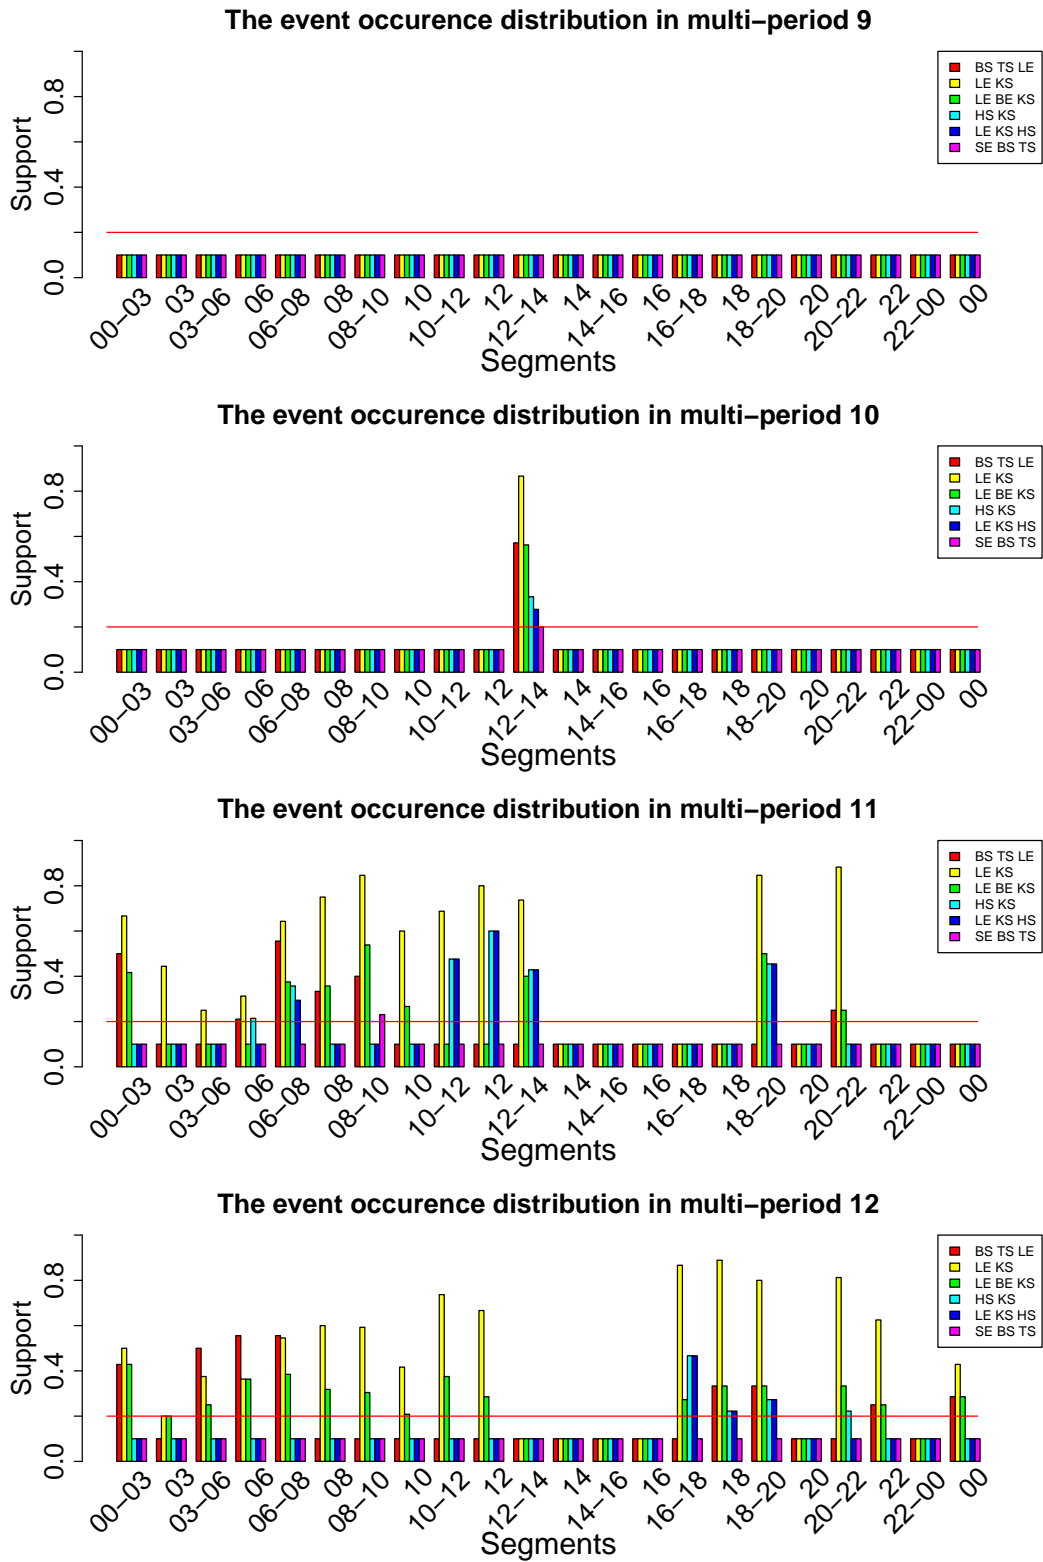 The event occurence distribution in multi−period 9
BS TS LE
LE KS
LE BE KS
HS KS
LE KS HS
SE BS TS
Support
0.0 0.4 0.8
00−03 03 03−06 06 06−08 08 08−10 10 10−12 12 12−14 14 14−16 16 16−18 18 18−20 20 20−22 22 22−00 00
Segments
The event occurence distribution in multi−period 10
BS TS LE
LE KS
LE BE KS
HS KS
LE KS HS
SE BS TS
Support
0.0 0.4 0.8
00−03 03 03−06 06 06−08 08 08−10 10 10−12 12 12−14 14 14−16 16 16−18 18 18−20 20 20−22 22 22−00 00
Segments
The event occurence distribution in multi−period 11
BS TS LE
LE KS
LE BE KS
HS KS
LE KS HS
SE BS TS
Support
0.0 0.4 0.8
00−03 03 03−06 06 06−08 08 08−10 10 10−12 12 12−14 14 14−16 16 16−18 18 18−20 20 20−22 22 22−00 00
Segments
The event occurence distribution in multi−period 12
BS TS LE
LE KS
LE BE KS
HS KS
LE KS HS
SE BS TS
Support
0.0 0.4 0.8
00−03 03 03−06 06 06−08 08 08−10 10 10−12 12 12−14 14 14−16 16 16−18 18 18−20 20 20−22 22 22−00 00
Segments